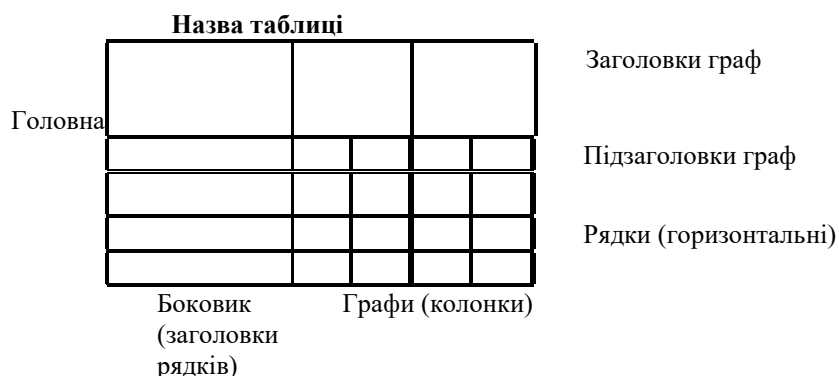 Назва таблиці
Заголовки граф
Головна
Підзаголовки граф
Рядки (горизонтальні)
Боковик
(заголовки
рядків)
Графи (колонки)